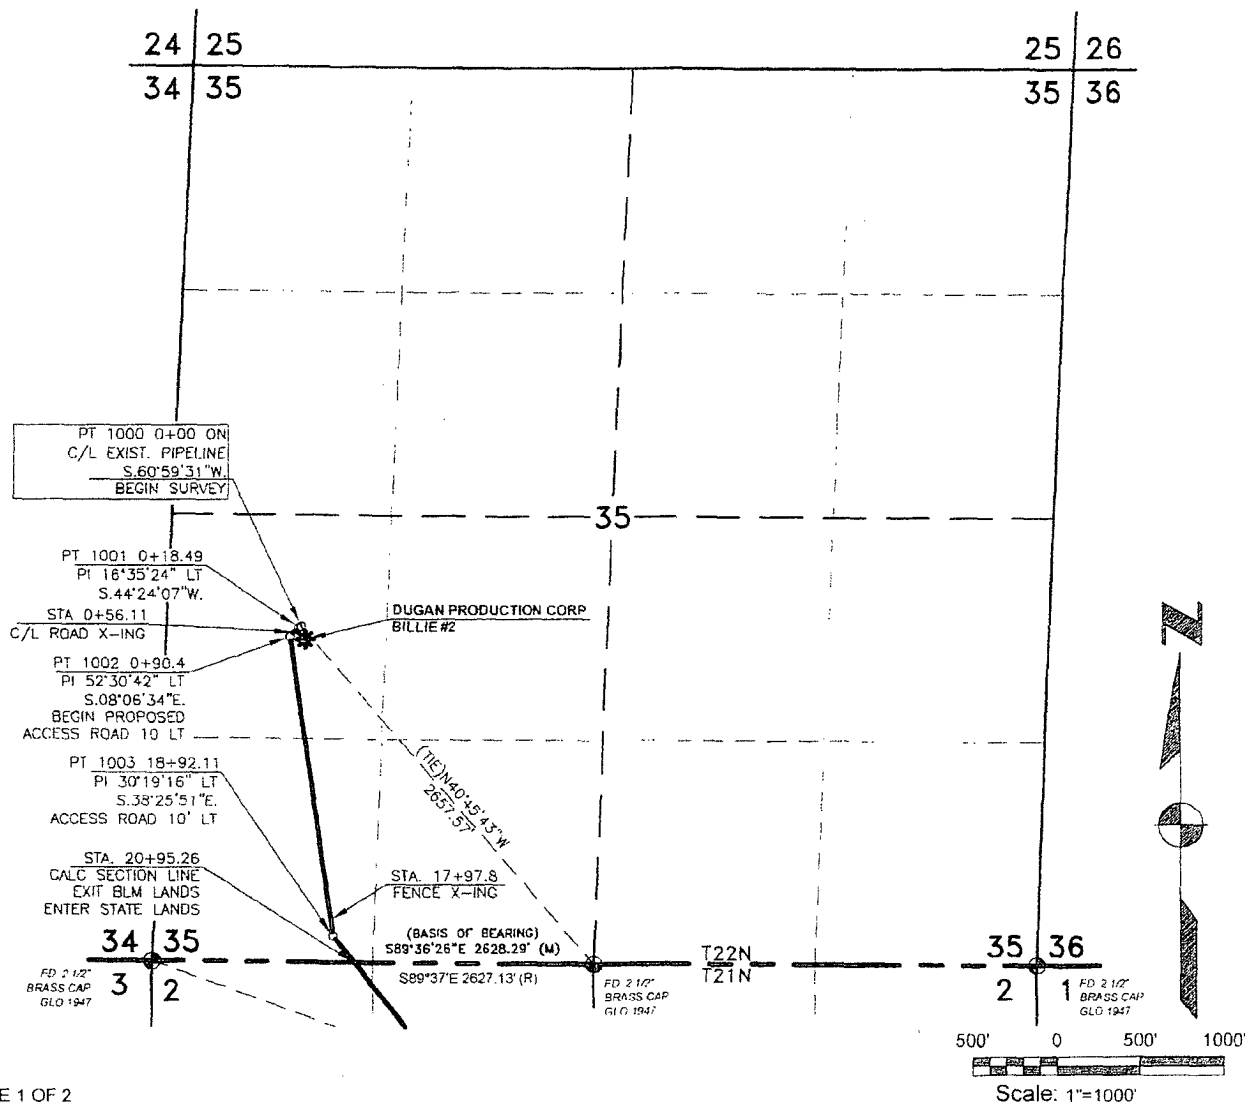 24 25
25 26
34 35
35 36
PT 1000 0+00 ON
C/L EXIST. PIPELINE
S.60°59'31"W.
BEGIN SURVEY
35
PT 1001 0+18.49
PI 16°35'24" LT
S.44°24'07"W.
STA 0+56.11
C/L ROAD X-ING
DUGAN PRODUCTION CORP
BILLIE #2
PT 1002 0+90.4
PI 52°30'42" LT
S.08°06'34"E.
BEGIN PROPOSED
ACCESS ROAD 10 LT
PT 1003 18+92.11
PI 30°19'16" LT
S.38°25'51"E.
ACCESS ROAD 10' LT
(TIE)N40°45'43"W
2657.57'
STA. 20+95.26
CALC SECTION LINE
EXIT BLM LANDS
ENTER STATE LANDS
STA. 17+97.8
FENCE X-ING
(BASIS OF BEARING)
S89°36'26"E 2628.29' (M)
S89°37'E 2627.13' (R)
34 35
3 2
FD 2 1/2"
BRASS CAP
GLO 1947
FD 2 1/2"
BRASS CAP
GLO 1947
T22N
T21N
35 36
2 1
FD 2 1/2"
BRASS CAP
GLO 1947
N
500' 0 500' 1000'
Scale: 1"=1000'
E 1 OF 2